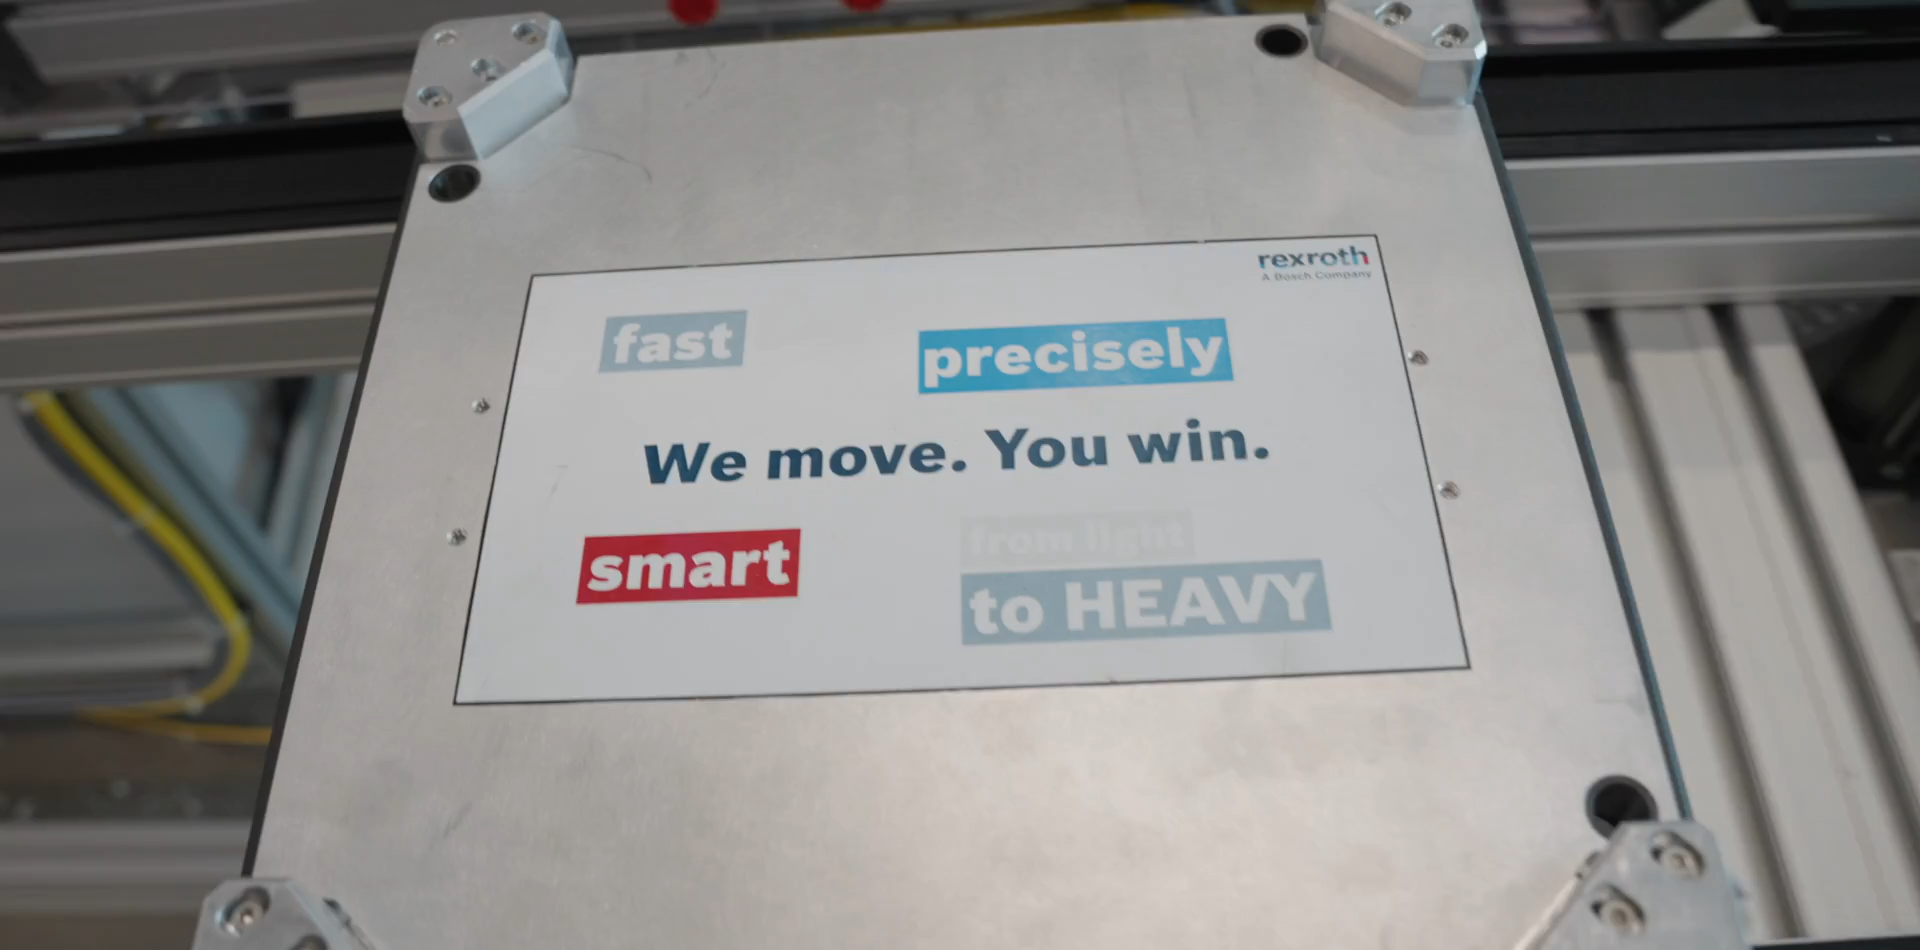 rexroth
A Bosch Company
fast
precisely
We move. You win.
smart
from light
to HEAVY